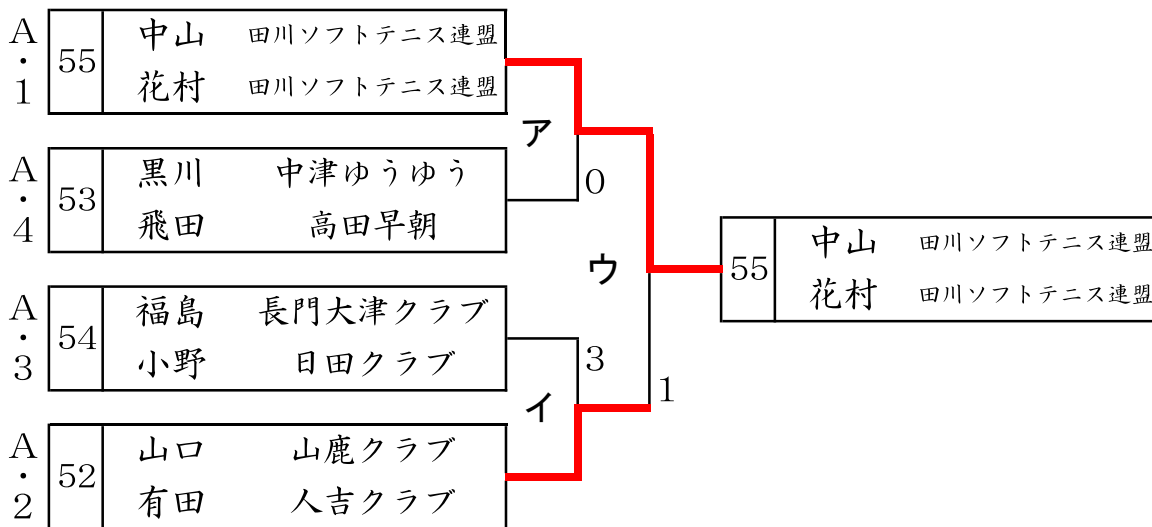 A・1
55
中山 田川ソフトテニス連盟
花村 田川ソフトテニス連盟
ア
A・4
53
黒川 中津ゆうゆう
飛田 高田早朝
0
ウ
55
中山 田川ソフトテニス連盟
花村 田川ソフトテニス連盟
A・3
54
福島 長門大津クラブ
小野 日田クラブ
3
1
イ
A・2
52
山口 山鹿クラブ
有田 人吉クラブ